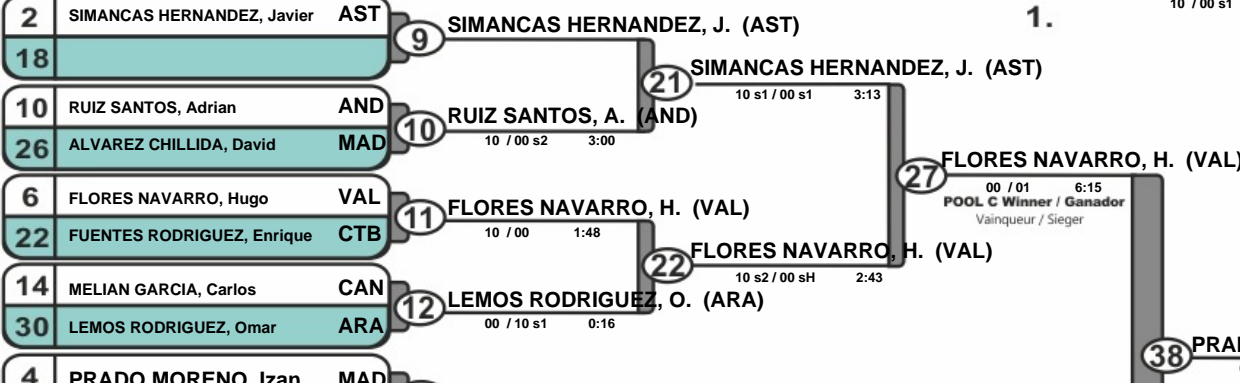 10 / 00 s1
1.
2 SIMANCAS HERNANDEZ, Javier AST
18
9 SIMANCAS HERNANDEZ, J. (AST)
21 SIMANCAS HERNANDEZ, J. (AST)
10 s1 / 00 s1 3:13
10 RUIZ SANTOS, Adrian AND
26 ALVAREZ CHILLIDA, David MAD
10 RUIZ SANTOS, A. (AND)
10 / 00 s2 3:00
27 FLORES NAVARRO, H. (VAL)
00 / 01 6:15
POOL C Winner / Ganador
Vainqueur / Sieger
6 FLORES NAVARRO, Hugo VAL
22 FUENTES RODRIGUEZ, Enrique CTB
11 FLORES NAVARRO, H. (VAL)
10 / 00 1:48
22 FLORES NAVARRO, H. (VAL)
10 s2 / 00 sH 2:43
14 MELIAN GARCIA, Carlos CAN
30 LEMOS RODRIGUEZ, Omar ARA
12 LEMOS RODRIGUEZ, O. (ARA)
00 / 10 s1 0:16
38
4 PRADO MORENO, Izan MAD